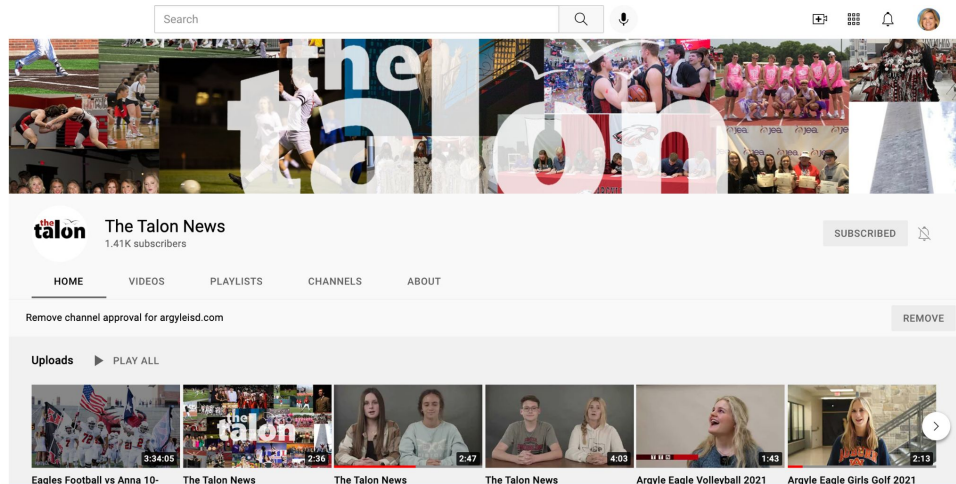 Search
the
talon
the
talon
The Talon News
1.41K subscribers
SUBSCRIBED
HOME VIDEOS PLAYLISTS CHANNELS ABOUT
Remove channel approval for argyleisd.com
REMOVE
Uploads PLAY ALL
the
talon
3:34:05 2:36 2:47 4:03 1:43 2:13
Eagles Football vs Anna 10- The Talon News The Talon News The Talon News Argyle Eagle Volleyball 2021 Argyle Eagle Girls Golf 2021